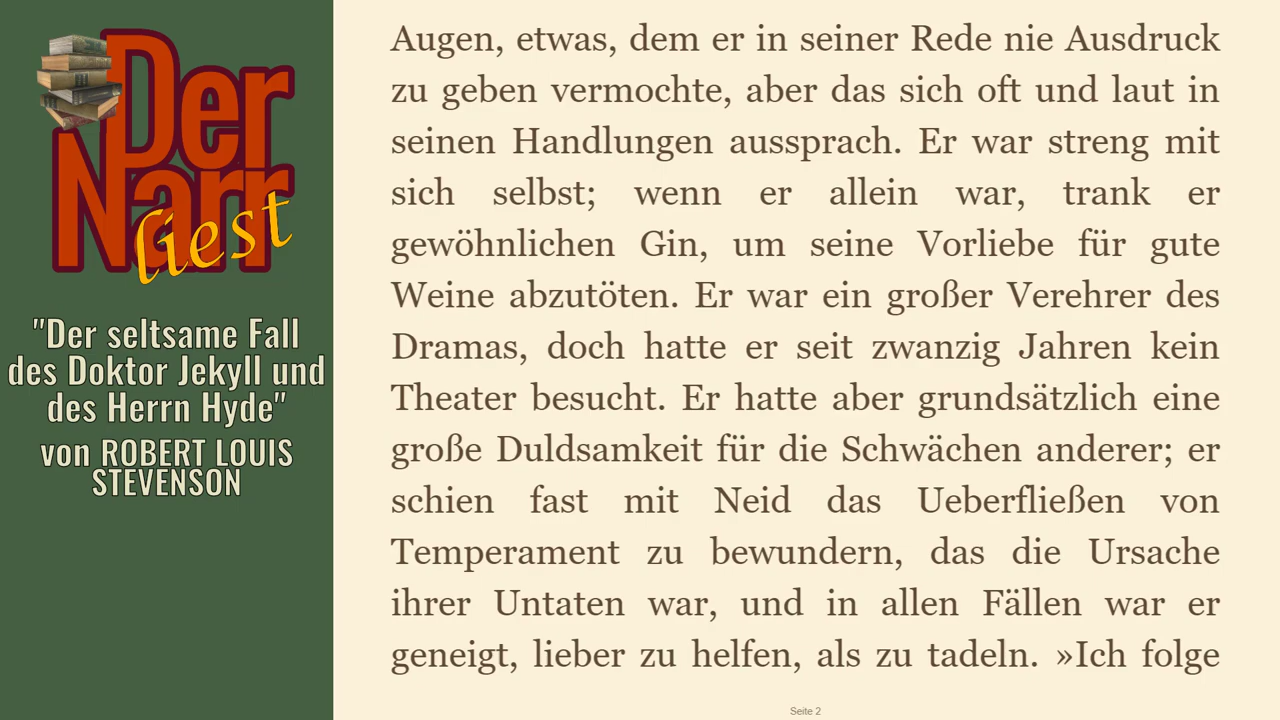 Der
Narr
liest
"Der seltsame Fall
des Doktor Jekyll und
des Herrn Hyde"
von ROBERT LOUIS
STEVENSON
Augen, etwas, dem er in seiner Rede nie Ausdruck
zu geben vermochte, aber das sich oft und laut in
seinen Handlungen aussprach. Er war streng mit
sich selbst; wenn er allein war, trank er
gewöhnlichen Gin, um seine Vorliebe für gute
Weine abzutöten. Er war ein großer Verehrer des
Dramas, doch hatte er seit zwanzig Jahren kein
Theater besucht. Er hatte aber grundsätzlich eine
große Duldsamkeit für die Schwächen anderer; er
schien fast mit Neid das Ueberfließen von
Temperament zu bewundern, das die Ursache
ihrer Untaten war, und in allen Fällen war er
geneigt, lieber zu helfen, als zu tadeln. »Ich folge
Seite 2